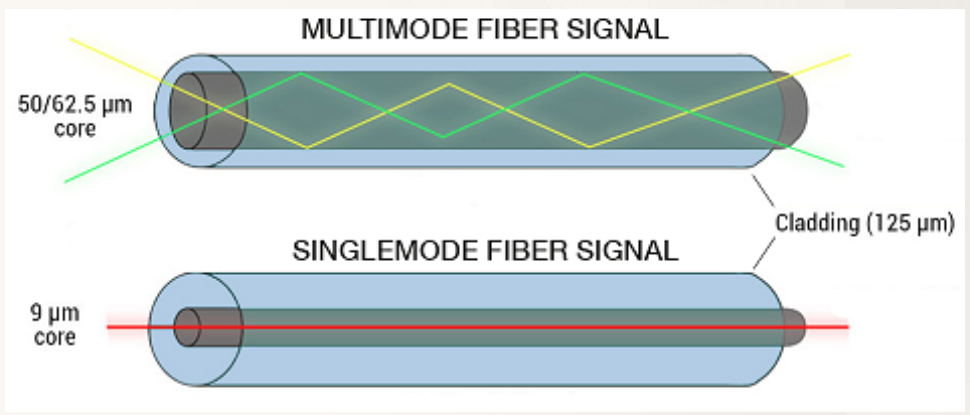 MULTIMODE FIBER SIGNAL
50/62.5 µm
core
Cladding (125 µm)
SINGLEMODE FIBER SIGNAL
9 µm
core